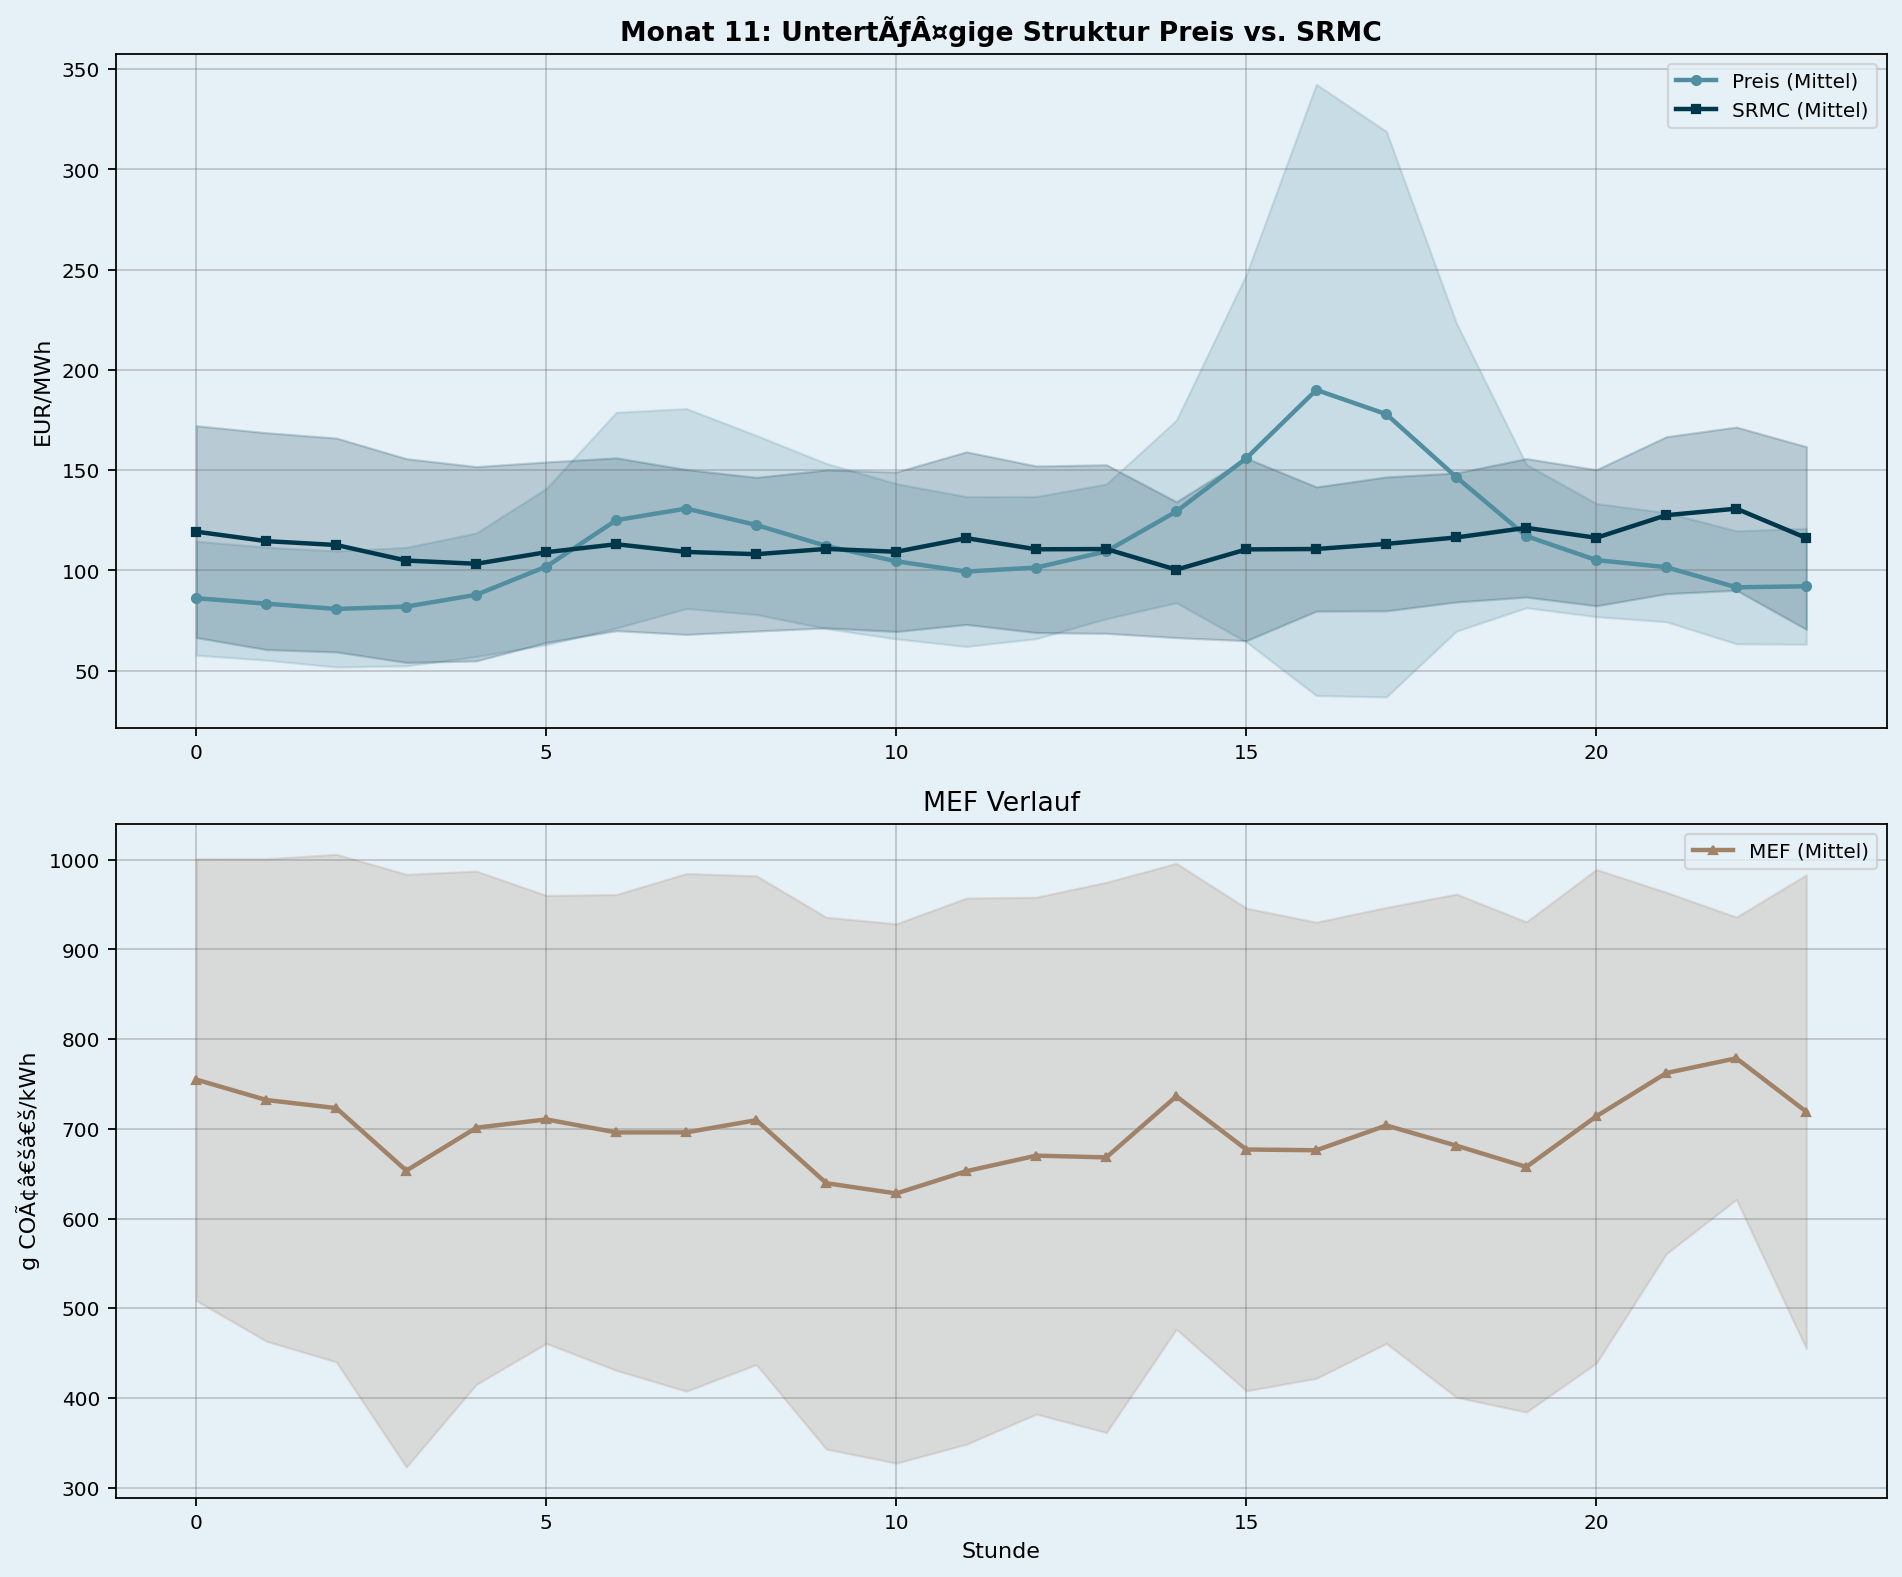 Monat 11: UntertÃƒÂ¤gige Struktur Preis vs. SRMC
350
300
250
200
150
100
50
EUR/MWh
Preis (Mittel)
SRMC (Mittel)
0 5 10 15 20
MEF Verlauf
1000
900
800
700
600
500
400
300
g COÃ¢â€šâ€š/kWh
MEF (Mittel)
0 5 10 15 20
Stunde